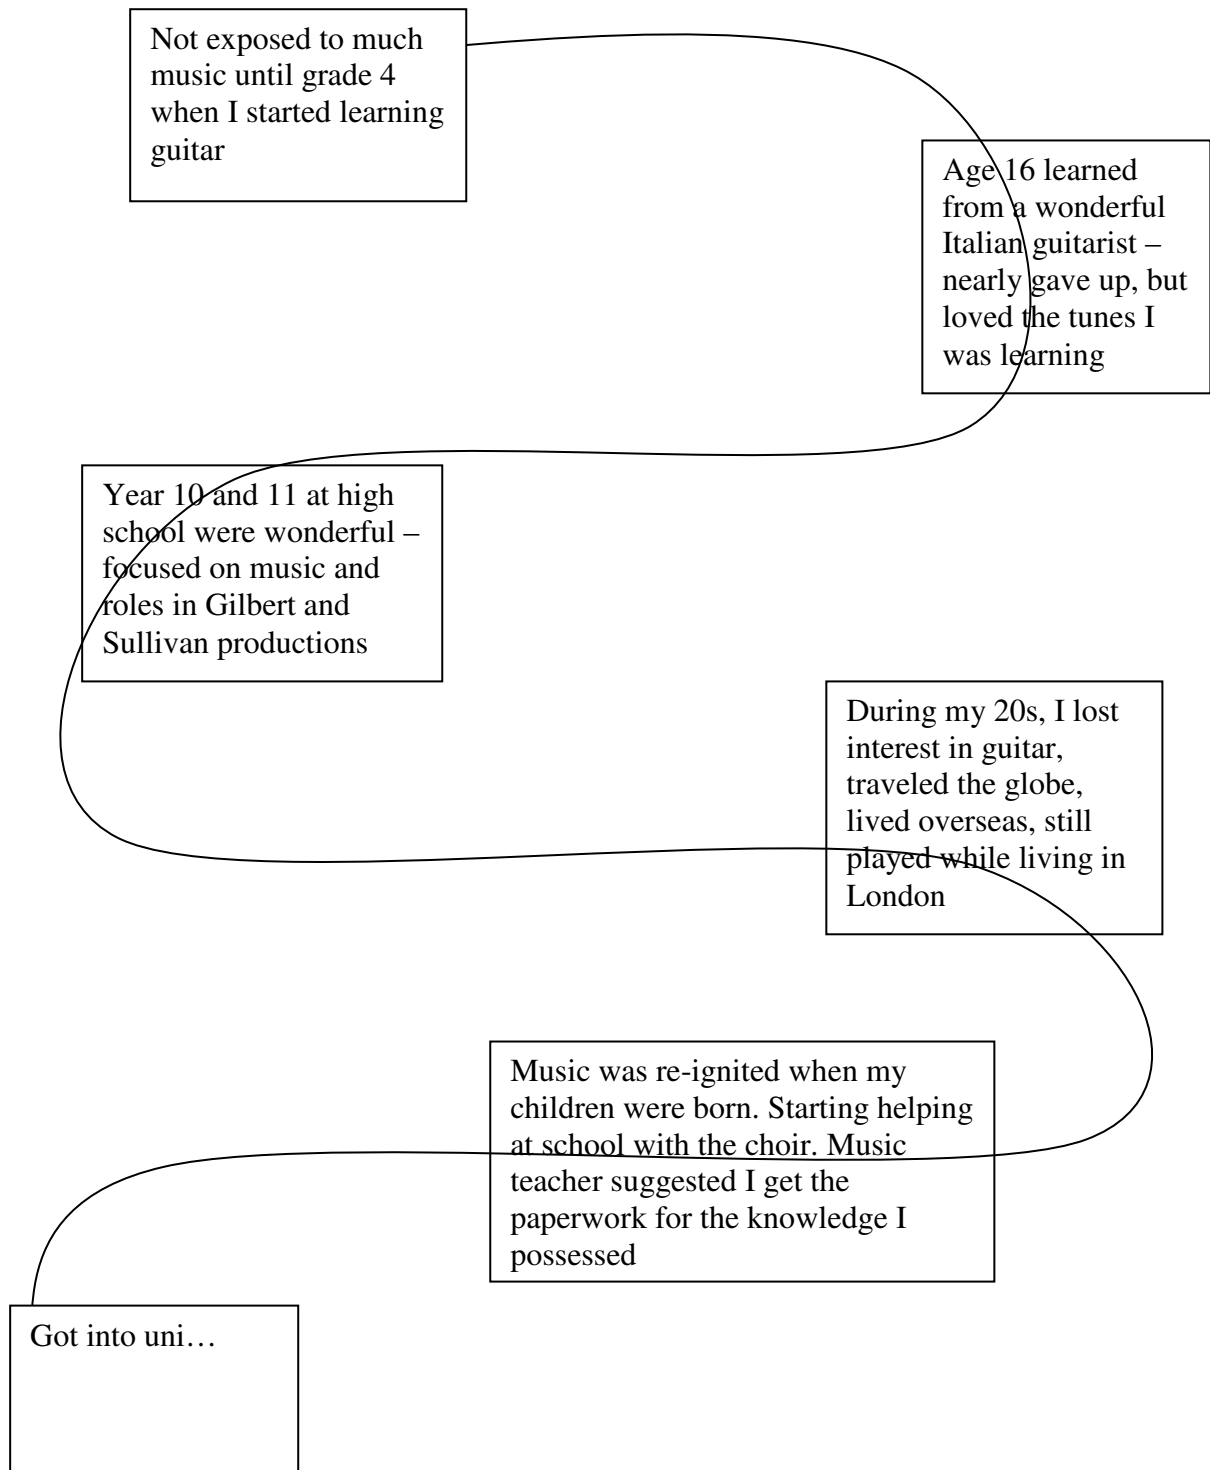 Not exposed to much
music until grade 4
when I started learning
guitar
Age 16 learned
from a wonderful
Italian guitarist –
nearly gave up, but
loved the tunes I
was learning
Year 10 and 11 at high
school were wonderful –
focused on music and
roles in Gilbert and
Sullivan productions
During my 20s, I lost
interest in guitar,
traveled the globe,
lived overseas, still
played while living in
London
Music was re-ignited when my
children were born. Starting helping
at school with the choir. Music
teacher suggested I get the
paperwork for the knowledge I
possessed
Got into uni…